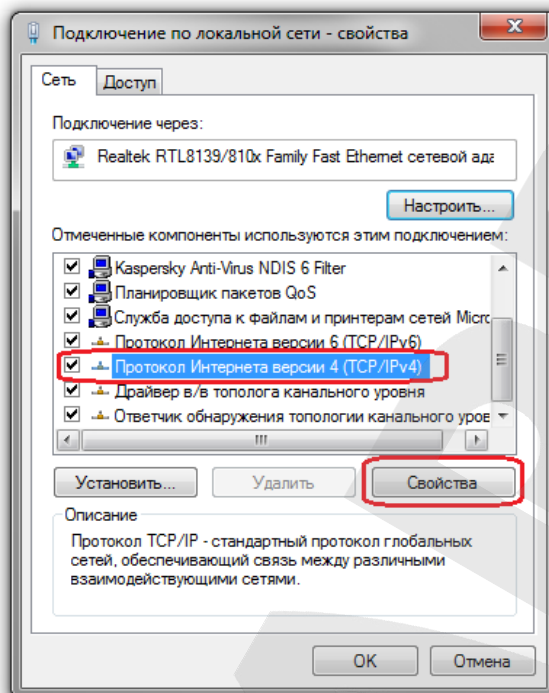 Подключение по локальной сети - свойства
Сеть
Доступ
Подключение через:
Realtek RTL8139/810x Family Fast Ethernet сетевой ада
Настроить...
Отмеченные компоненты используются этим подключением:
Kaspersky Anti-Virus NDIS 6 Filter
Планировщик пакетов QoS
Служба доступа к файлам и принтерам сетей Micro
Протокол Интернета версии 6 (TCP/IPv6)
Протокол Интернета версии 4 (TCP/IPv4)
Драйвер в/в тополога канального уровня
Ответчик обнаружения топологии канального уров
Установить...
Удалить
Свойства
Описание
Протокол TCP/IP - стандартный протокол глобальных
сетей, обеспечивающий связь между различными
взаимодействующими сетями.
OK
Отмена